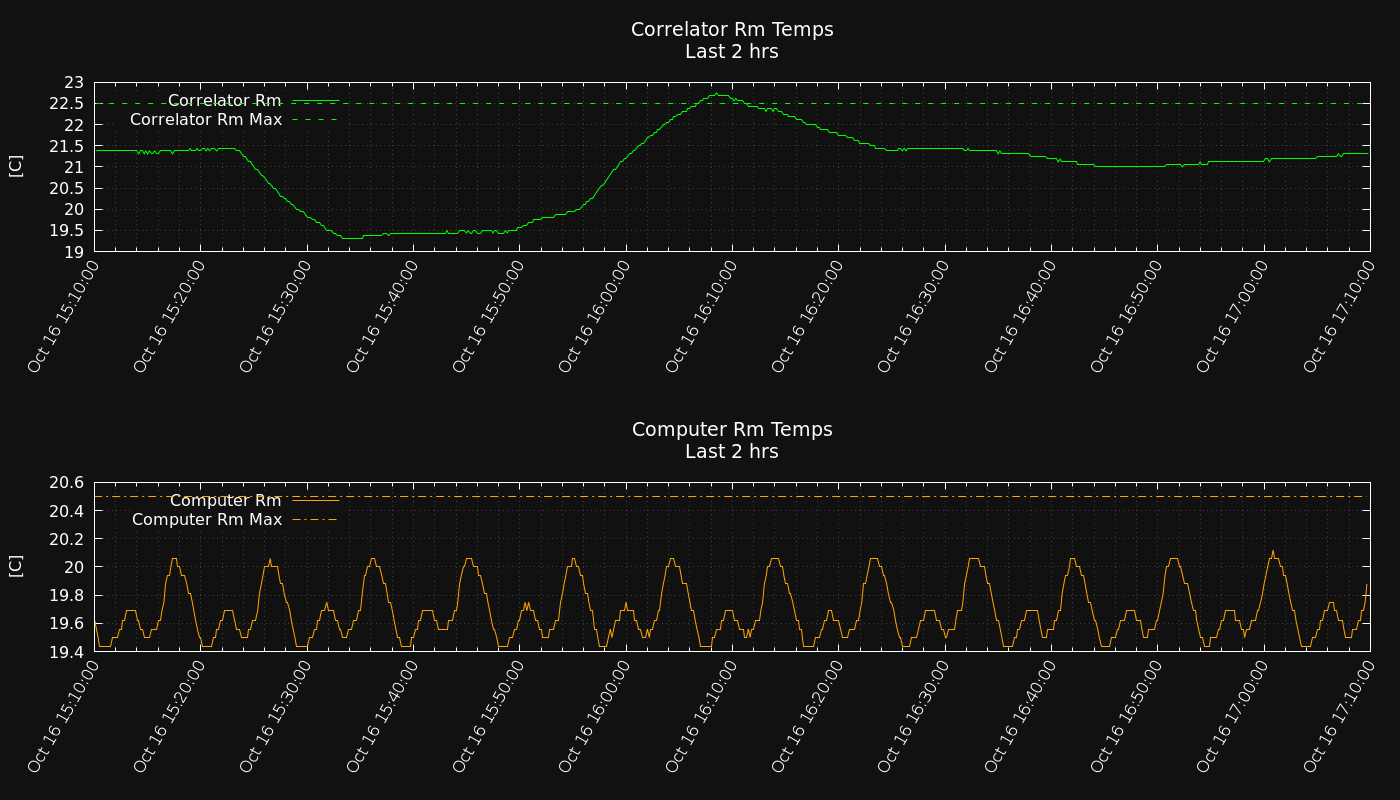 Correlator Rm Temps
Last 2 hrs
23
22.5
22
21.5
21
20.5
20
19.5
19
[C]
Correlator Rm
Correlator Rm Max
Oct 16 15:10:00
Oct 16 15:20:00
Oct 16 15:30:00
Oct 16 15:40:00
Oct 16 15:50:00
Oct 16 16:00:00
Oct 16 16:10:00
Oct 16 16:20:00
Oct 16 16:30:00
Oct 16 16:40:00
Oct 16 16:50:00
Oct 16 17:00:00
Oct 16 17:10:00
Computer Rm Temps
Last 2 hrs
20.6
20.4
20.2
20
19.8
19.6
19.4
[C]
Computer Rm
Computer Rm Max
Oct 16 15:10:00
Oct 16 15:20:00
Oct 16 15:30:00
Oct 16 15:40:00
Oct 16 15:50:00
Oct 16 16:00:00
Oct 16 16:10:00
Oct 16 16:20:00
Oct 16 16:30:00
Oct 16 16:40:00
Oct 16 16:50:00
Oct 16 17:00:00
Oct 16 17:10:00